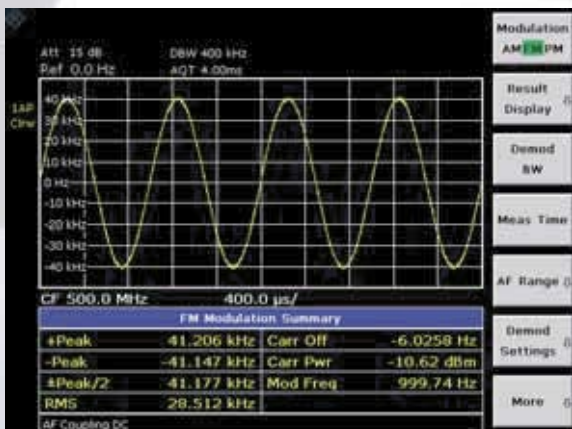 Att 15 dB DBW 400 kHz
Ref 0.0 Hz AQT 4.00ms
1AP
Clrw
40 kHz
30 kHz
20 kHz
10 kHz
0 Hz
-10 kHz
-20 kHz
-30 kHz
-40 kHz
CF 500.0 MHz 400.0 µs/
FM Modulation Summary
+Peak 41.206 kHz Carr Off -6.0258 Hz
-Peak -41.147 kHz Carr Pwr -10.62 dBm
±Peak/2 41.177 kHz Mod Freq 999.74 Hz
RMS 28.512 kHz
AF Coupling DC
Modulation
AM FM PM
Result
Display
Demod
BW
Meas Time
AF Range
Demod
Settings
More